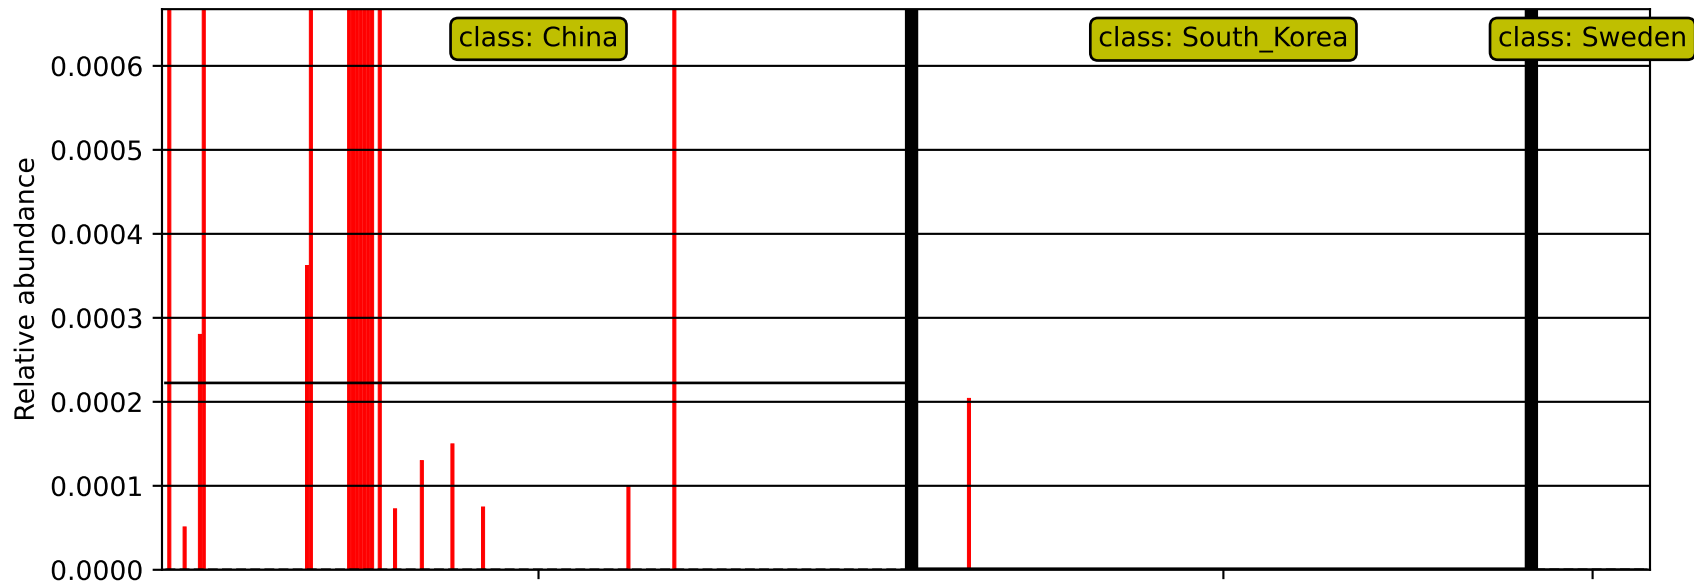 class: China
class: South_Korea
class: Sweden
Relative abundance
0.0006
0.0005
0.0004
0.0003
0.0002
0.0001
0.0000